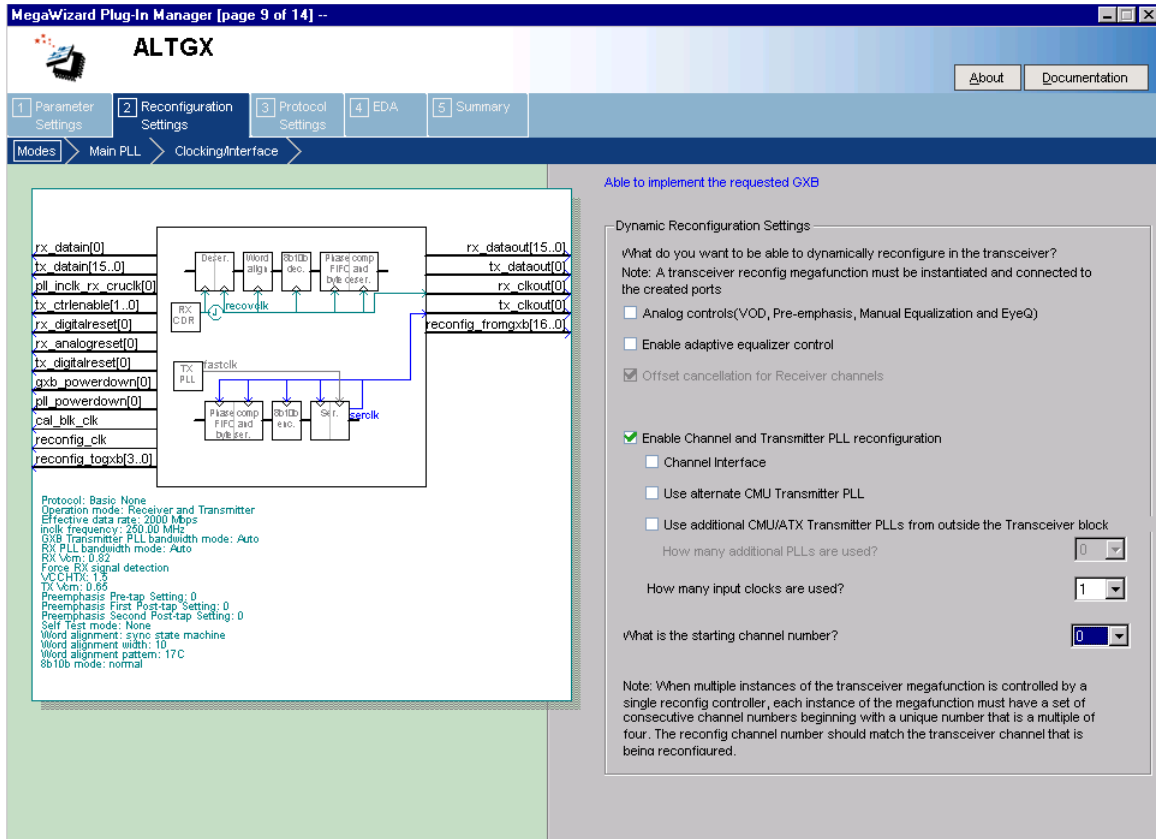 MegaWizard Plug-In Manager [page 9 of 14] --
ALTGX
About
Documentation
1 Parameter Settings
2 Reconfiguration Settings
3 Protocol Settings
4 EDA
5 Summary
Modes
Main PLL
Clocking/Interface
rx_datain[0]
tx_datain[15..0]
pll_inclk_rx_cruclk[0]
tx_ctrlenable[1..0]
rx_digitalreset[0]
rx_analogreset[0]
tx_digitalreset[0]
gxb_powerdown[0]
pll_powerdown[0]
cal_blk_clk
reconfig_clk
reconfig_togxb[3..0]
Deser.
Word align
8b10b dec.
Phase comp FIFO and byte deser.
RX CDR
recovclk
TX PLL
fastclk
Phase comp FIFO and byte ser.
8b10b enc.
Ser.
serclk
rx_dataout[15..0]
tx_dataout[0]
rx_clkout[0]
tx_clkout[0]
reconfig_fromgxb[16..0]
Protocol: Basic None
Operation mode: Receiver and Transmitter
Effective data rate: 2000 Mbps
inclk frequency: 250.00 MHz
GXB Transmitter PLL bandwidth mode: Auto
RX PLL bandwidth mode: Auto
RX Vcm: 0.82
Force RX signal detection
VCCHTX: 1.5
TX Vcm: 0.65
Preemphasis Pre-tap Setting: 0
Preemphasis First Post-tap Setting: 0
Preemphasis Second Post-tap Setting: 0
Self Test mode: None
Word alignment: sync state machine
Word alignment width: 10
Word alignment pattern: 17C
8b10b mode: normal
Able to implement the requested GXB
Dynamic Reconfiguration Settings
What do you want to be able to dynamically reconfigure in the transceiver?
Note: A transceiver reconfig megafunction must be instantiated and connected to
the created ports
Analog controls(VOD, Pre-emphasis, Manual Equalization and EyeQ)
Enable adaptive equalizer control
Offset cancellation for Receiver channels
Enable Channel and Transmitter PLL reconfiguration
Channel Interface
Use alternate CMU Transmitter PLL
Use additional CMU/ATX Transmitter PLLs from outside the Transceiver block
How many additional PLLs are used? 0
How many input clocks are used? 1
What is the starting channel number? 0
Note: When multiple instances of the transceiver megafunction is controlled by a
single reconfig controller, each instance of the megafunction must have a set of
consecutive channel numbers beginning with a unique number that is a multiple of
four. The reconfig channel number should match the transceiver channel that is
being reconfigured.